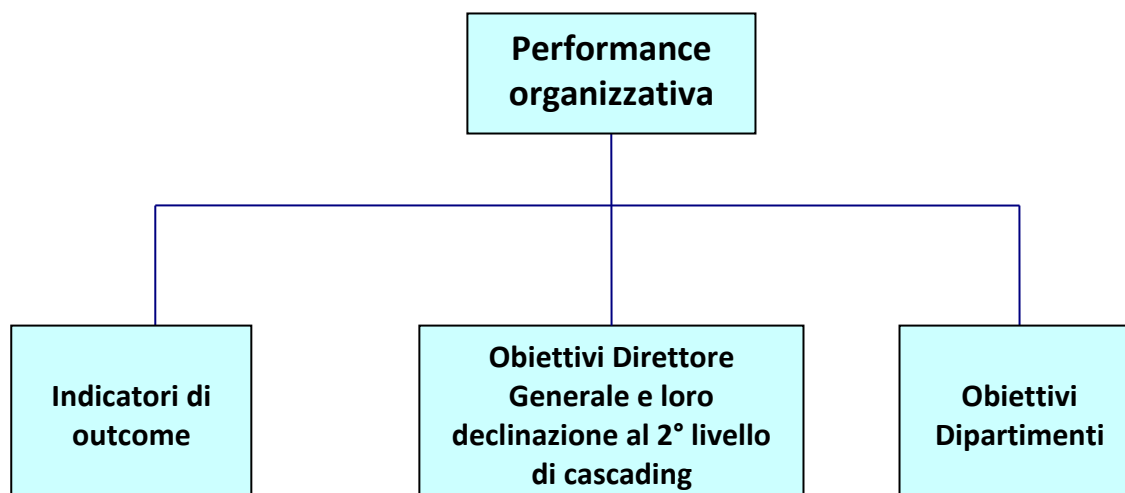 Performance
organizzativa
Indicatori di
outcome
Obiettivi Direttore
Generale e loro
declinazione al 2° livello
di cascading
Obiettivi
Dipartimenti